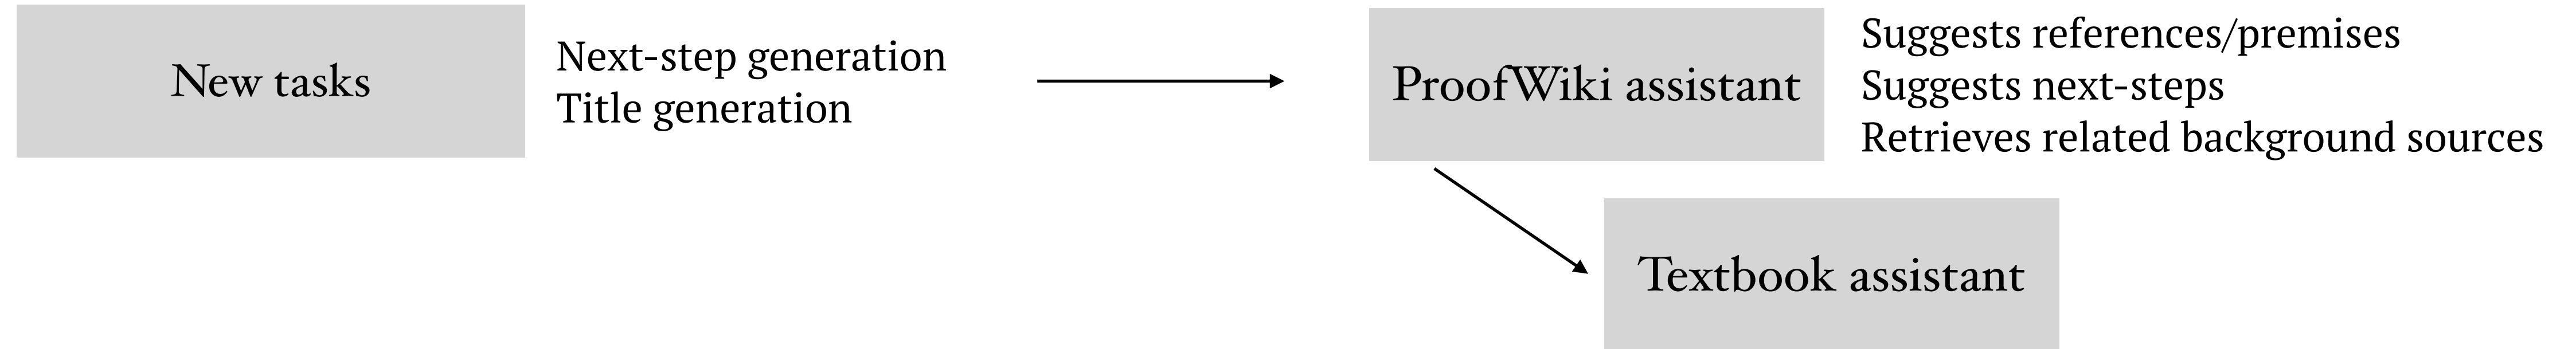 New tasks
Next-step generation
Title generation
ProofWiki assistant
Suggests references/premises
Suggests next-steps
Retrieves related background sources
Textbook assistant